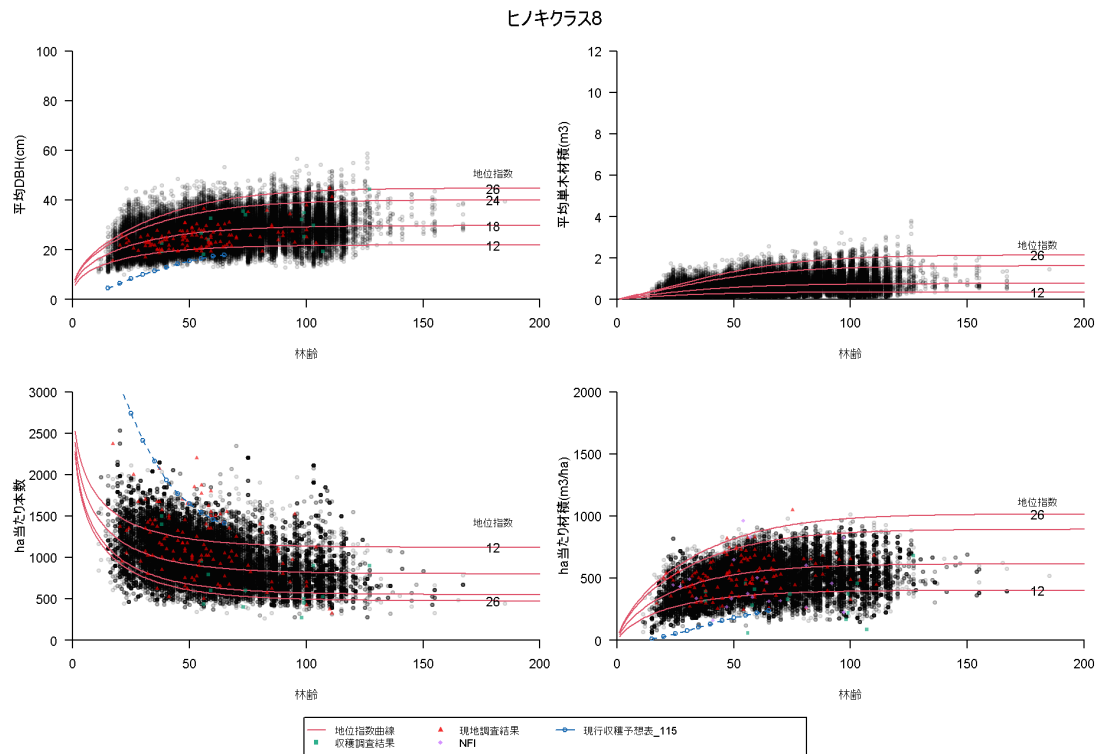 ヒノキクラス8
平均DBH(cm)
100
80
60
40
20
0
0 50 100 150 200
林齢
地位指数
26
24
18
12
平均単木材積(m3)
12
10
8
6
4
2
0
0 50 100 150 200
林齢
地位指数
26
12
ha当たり本数
3000
2500
2000
1500
1000
500
0
0 50 100 150 200
林齢
地位指数
12
26
ha当たり材積(m3/ha)
2000
1500
1000
500
0
0 50 100 150 200
林齢
地位指数
26
12
地位指数曲線 現地調査結果 現行収穫予想表_115
収穫調査結果 NFI